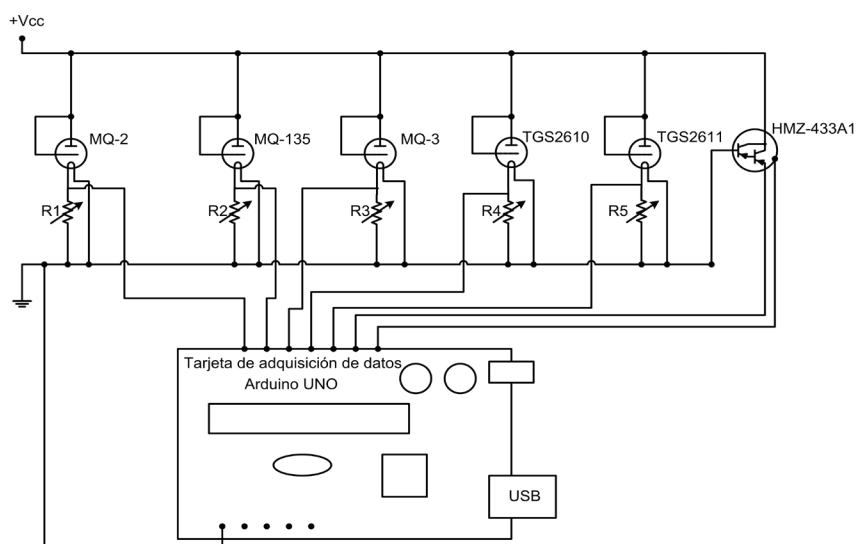 +Vcc
MQ-2
MQ-135
MQ-3
TGS2610
TGS2611
HMZ-433A1
R1
R2
R3
R4
R5
Tarjeta de adquisición de datos
Arduino UNO
USB